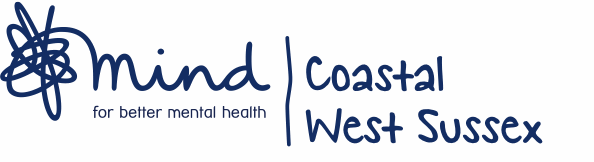 mind
for better mental health
Coastal
West Sussex